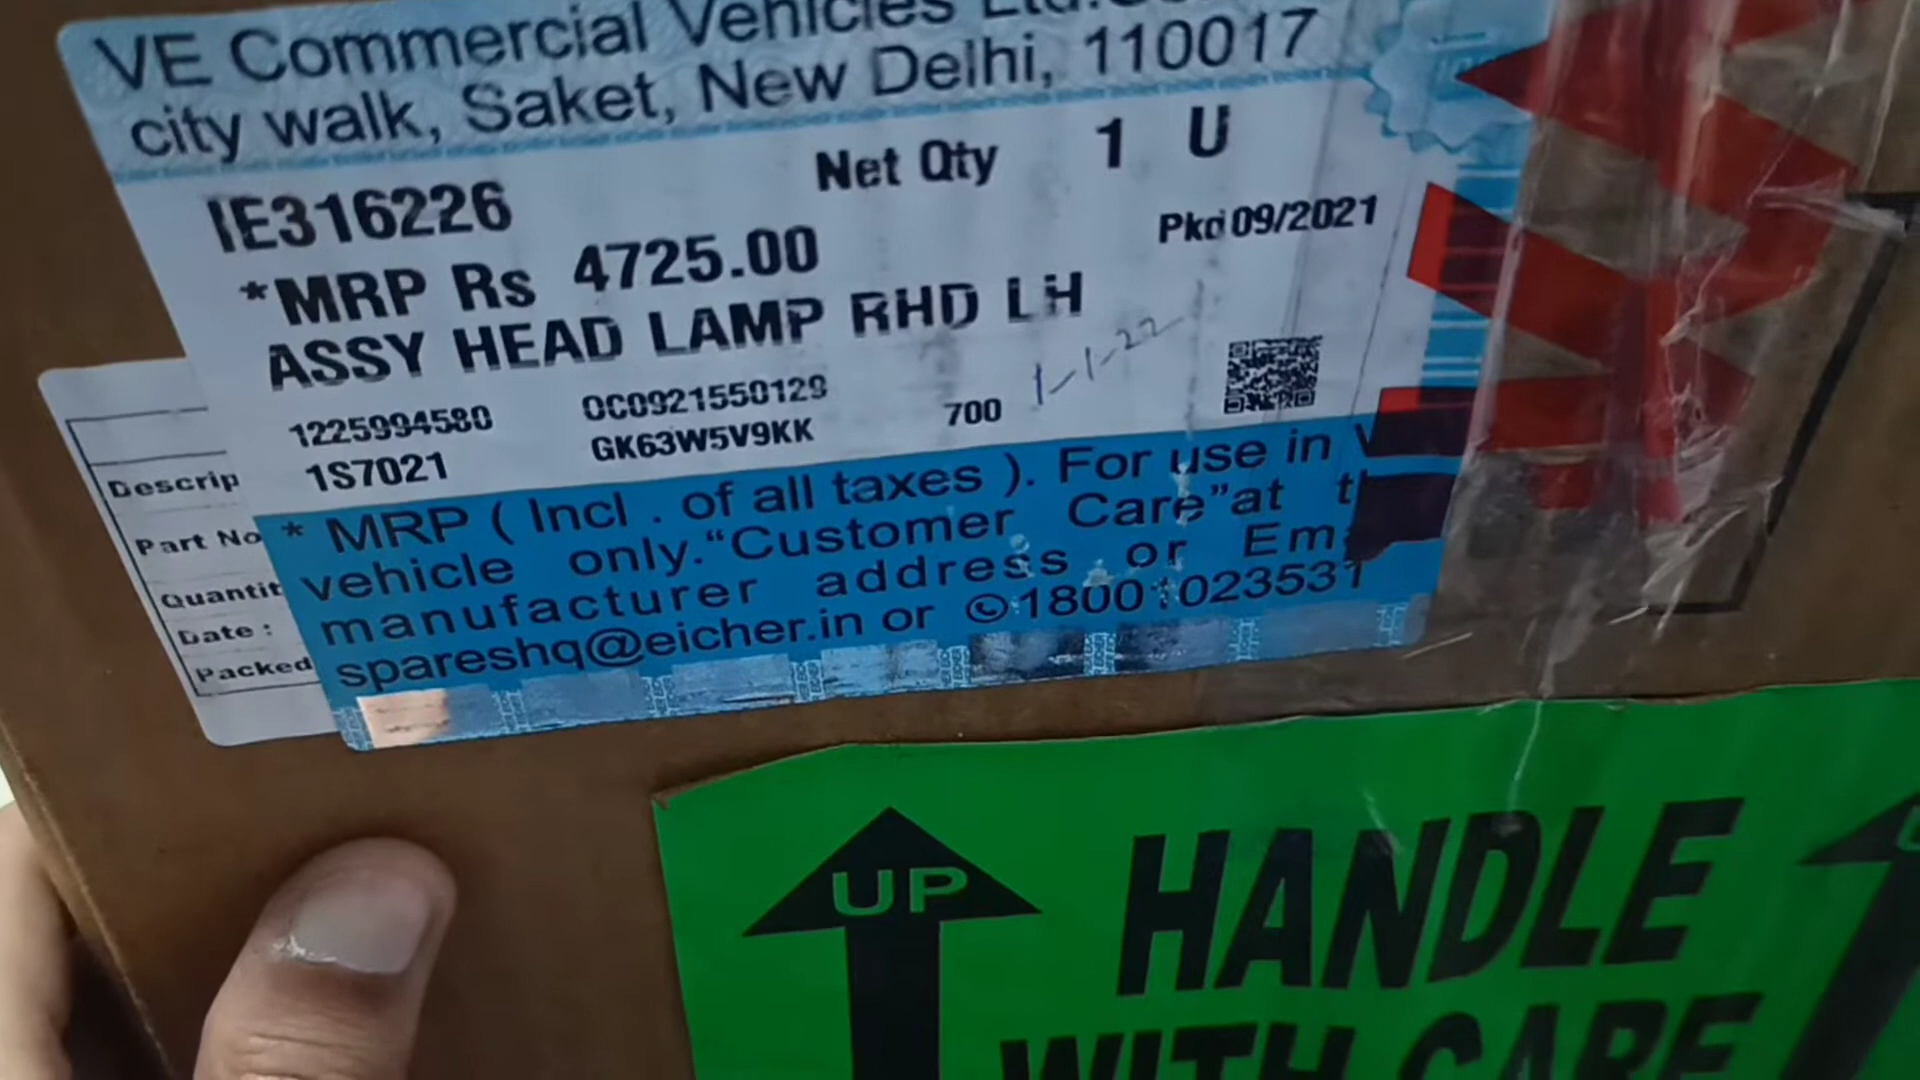 VE Commercial Vehicles Ltd.
city walk, Saket, New Delhi, 110017
Net Qty 1 U
IE316226
Pkd 09/2021
*MRP Rs 4725.00
ASSY HEAD LAMP RHD LH
1-1-22
1225994580 OC0921550129
1S7021 GK63W5V9KK 700
* MRP ( Incl . of all taxes ). For use in
vehicle only.“Customer Care”at
manufacturer address or
spareshq@eicher.in or ✆18001023531
Descrip
Part No
Quantit
Date :
Packed
UP
HANDLE
WITH CARE